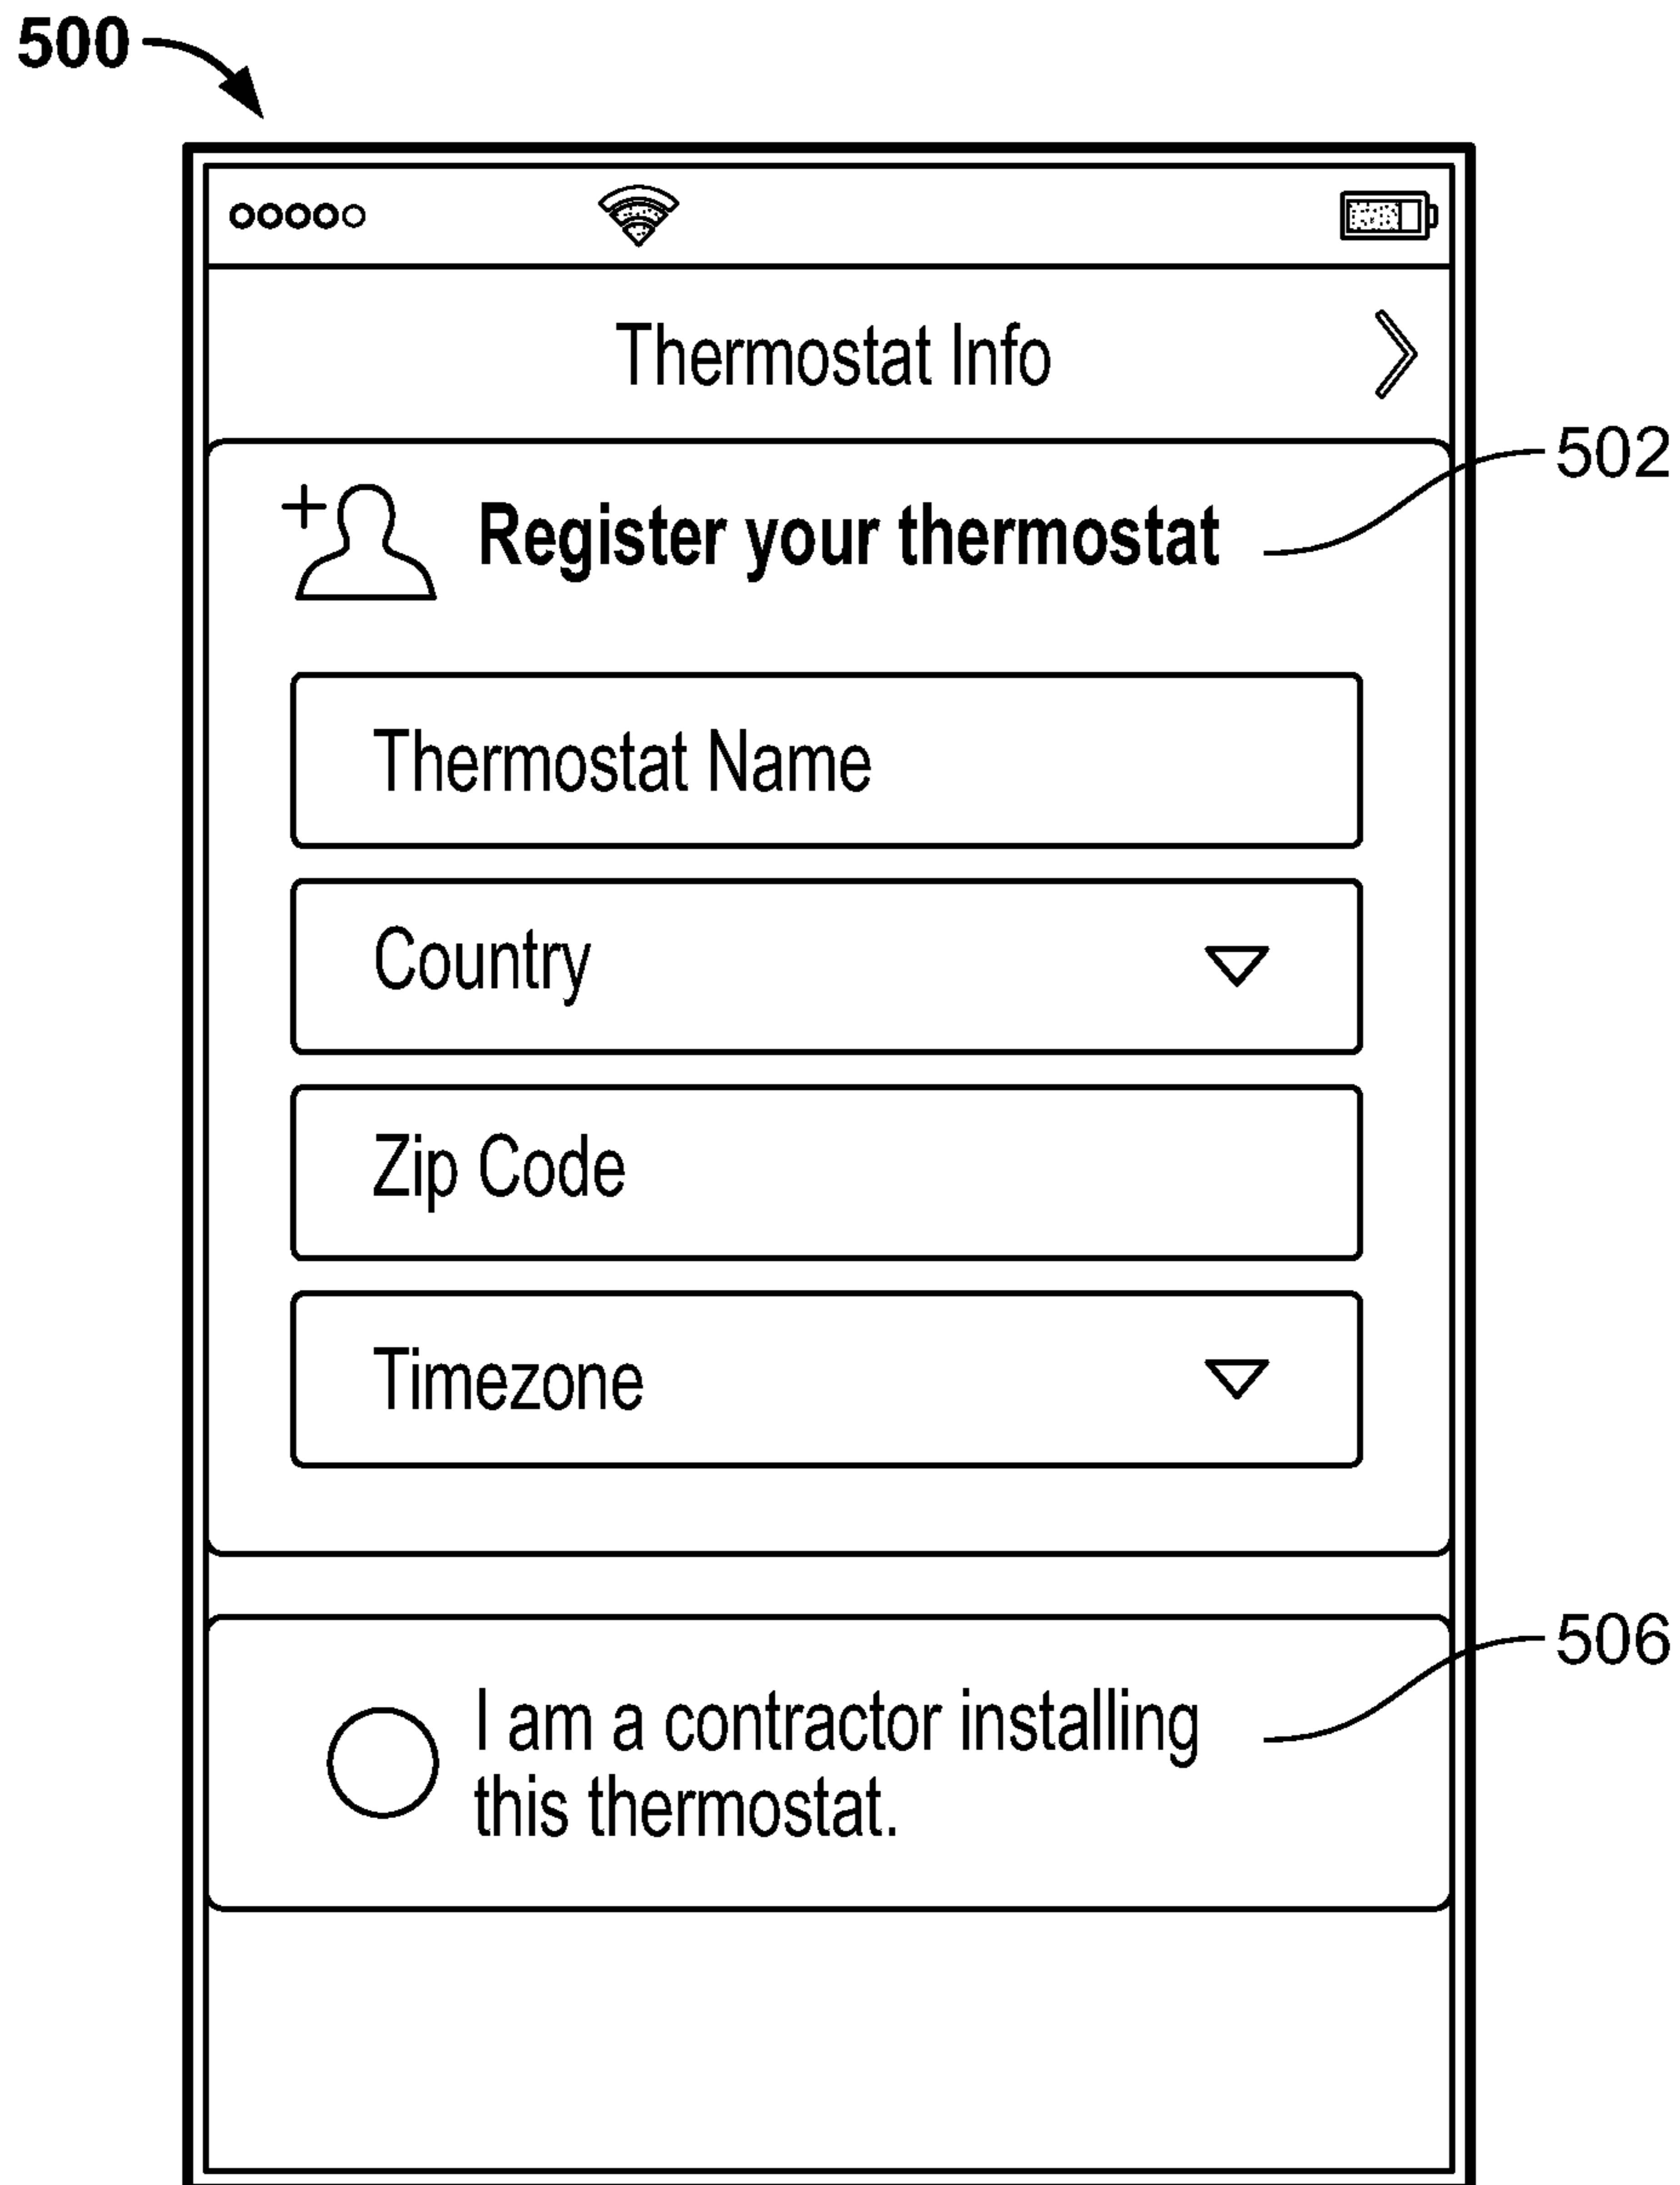 500
Thermostat Info
502
Register your thermostat
Thermostat Name
Country
Zip Code
Timezone
506
I am a contractor installing
this thermostat.